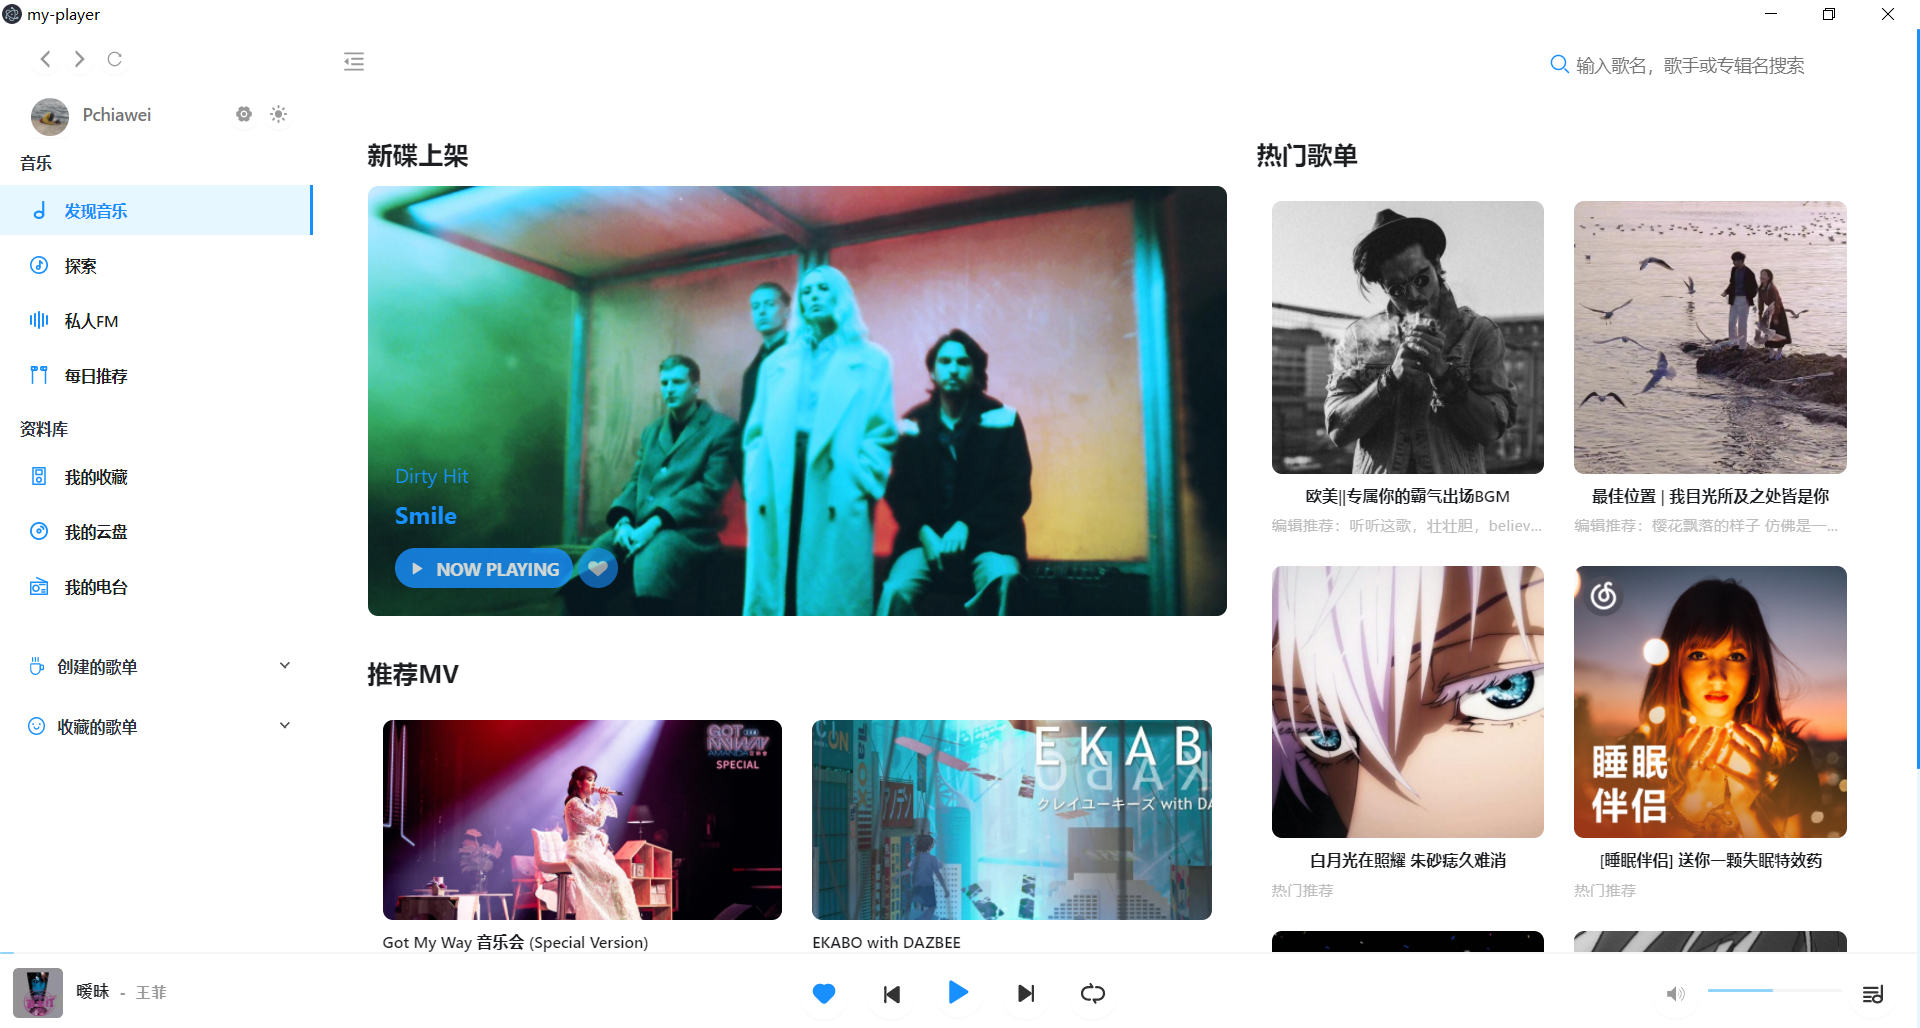 my-player
输入歌名，歌手或专辑名搜索
Pchiawei
音乐
发现音乐
探索
私人FM
每日推荐
资料库
我的收藏
我的云盘
我的电台
创建的歌单
收藏的歌单
新碟上架
Dirty Hit
Smile
NOW PLAYING
推荐MV
GOT
MY WAY
AMANDA
SPECIAL
Got My Way 音乐会 (Special Version)
EKAB
クレイユーキーズ with DA
EKABO with DAZBEE
热门歌单
欧美||专属你的霸气出场BGM
编辑推荐：听听这歌，壮壮胆，believ...
最佳位置 | 我目光所及之处皆是你
编辑推荐：樱花飘落的样子 仿佛是一...
白月光在照耀 朱砂痣久难消
热门推荐
睡眠
伴侣
[睡眠伴侣] 送你一颗失眠特效药
热门推荐
暧昧 - 王菲